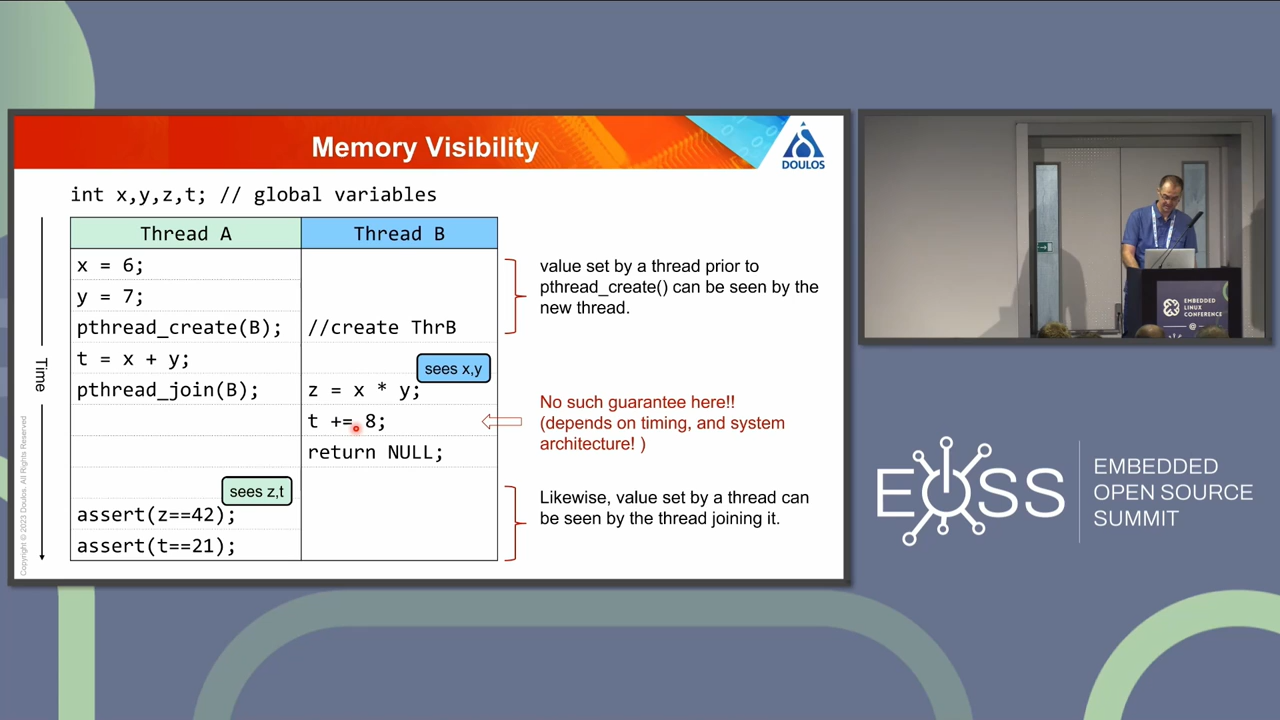 Memory Visibility
DOULOS
int x,y,z,t; // global variables
Thread A
Thread B
x = 6;
y = 7;
pthread_create(B);
//create ThrB
t = x + y;
sees x,y
pthread_join(B);
z = x * y;
t += 8;
return NULL;
sees z,t
assert(z==42);
assert(t==21);
Time
value set by a thread prior to
pthread_create() can be seen by the
new thread.
No such guarantee here!!
(depends on timing, and system
architecture! )
Likewise, value set by a thread can
be seen by the thread joining it.
Copyright © 2023 Doulos. All Rights Reserved
EMBEDDED
LINUX
CONFERENCE
@
EOSS
EMBEDDED
OPEN SOURCE
SUMMIT